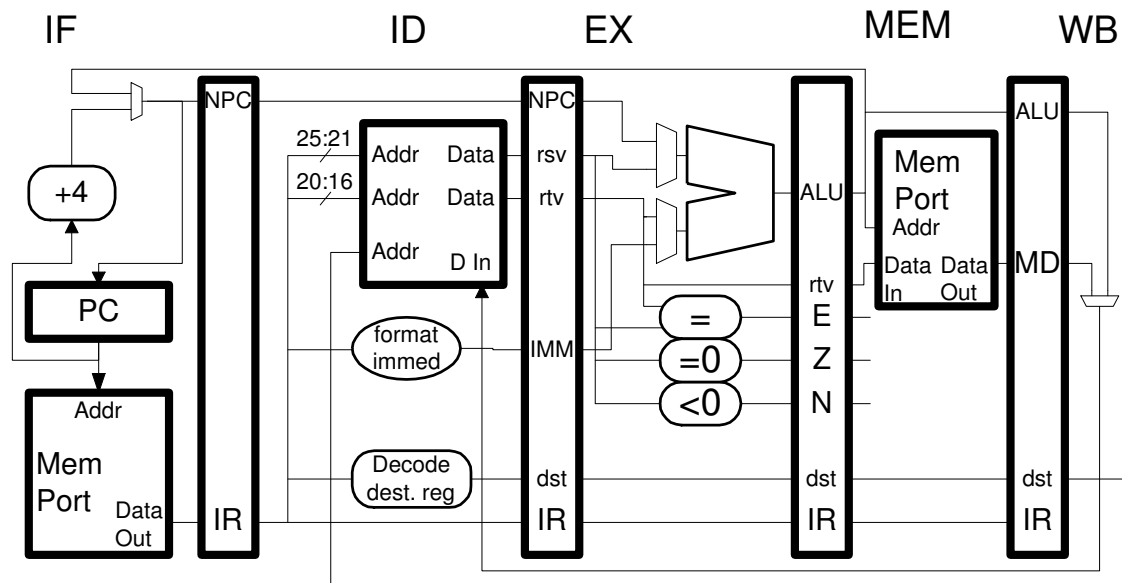 IF
ID
EX
MEM
WB
+4
PC
Addr
Mem
Port
Data
Out
NPC
IR
25:21
20:16
Addr
Data
Addr
Data
Addr
D In
format
immed
Decode
dest. reg
NPC
rsv
rtv
IMM
dst
IR
=
=0
<0
ALU
rtv
E
Z
N
dst
IR
Mem
Port
Addr
Data
In
Data
Out
ALU
MD
dst
IR